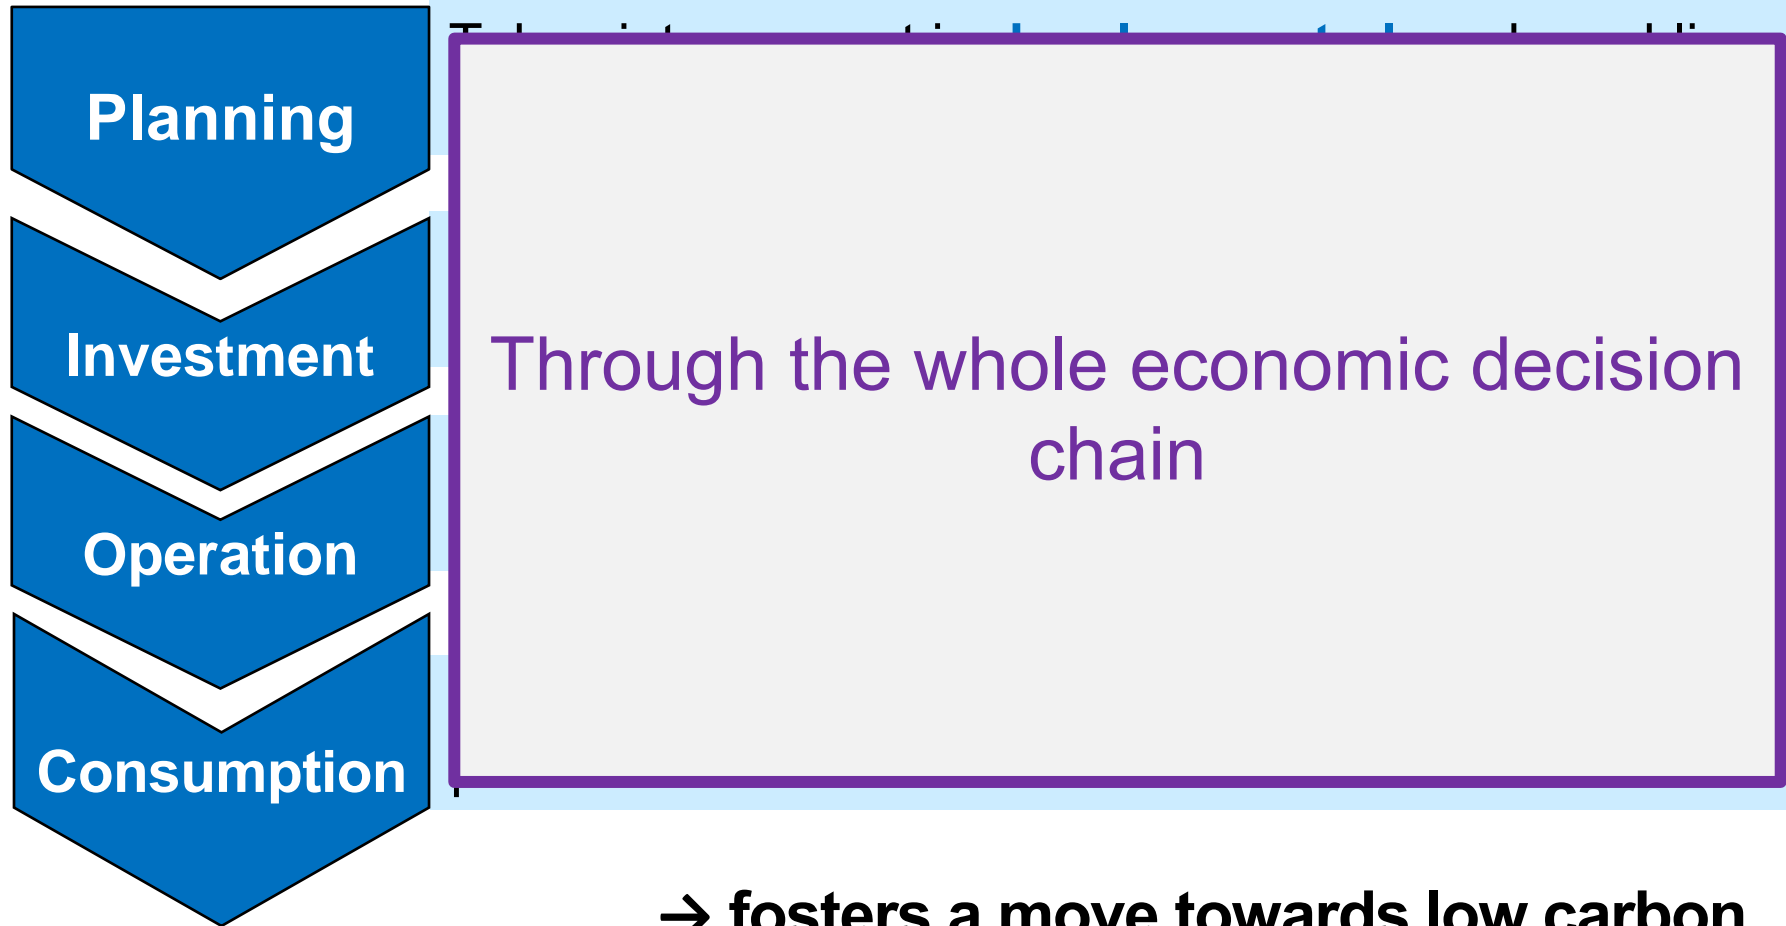 Planning
Investment
Operation
Consumption
Through the whole economic decision
chain
→ fosters a move towards low carbon